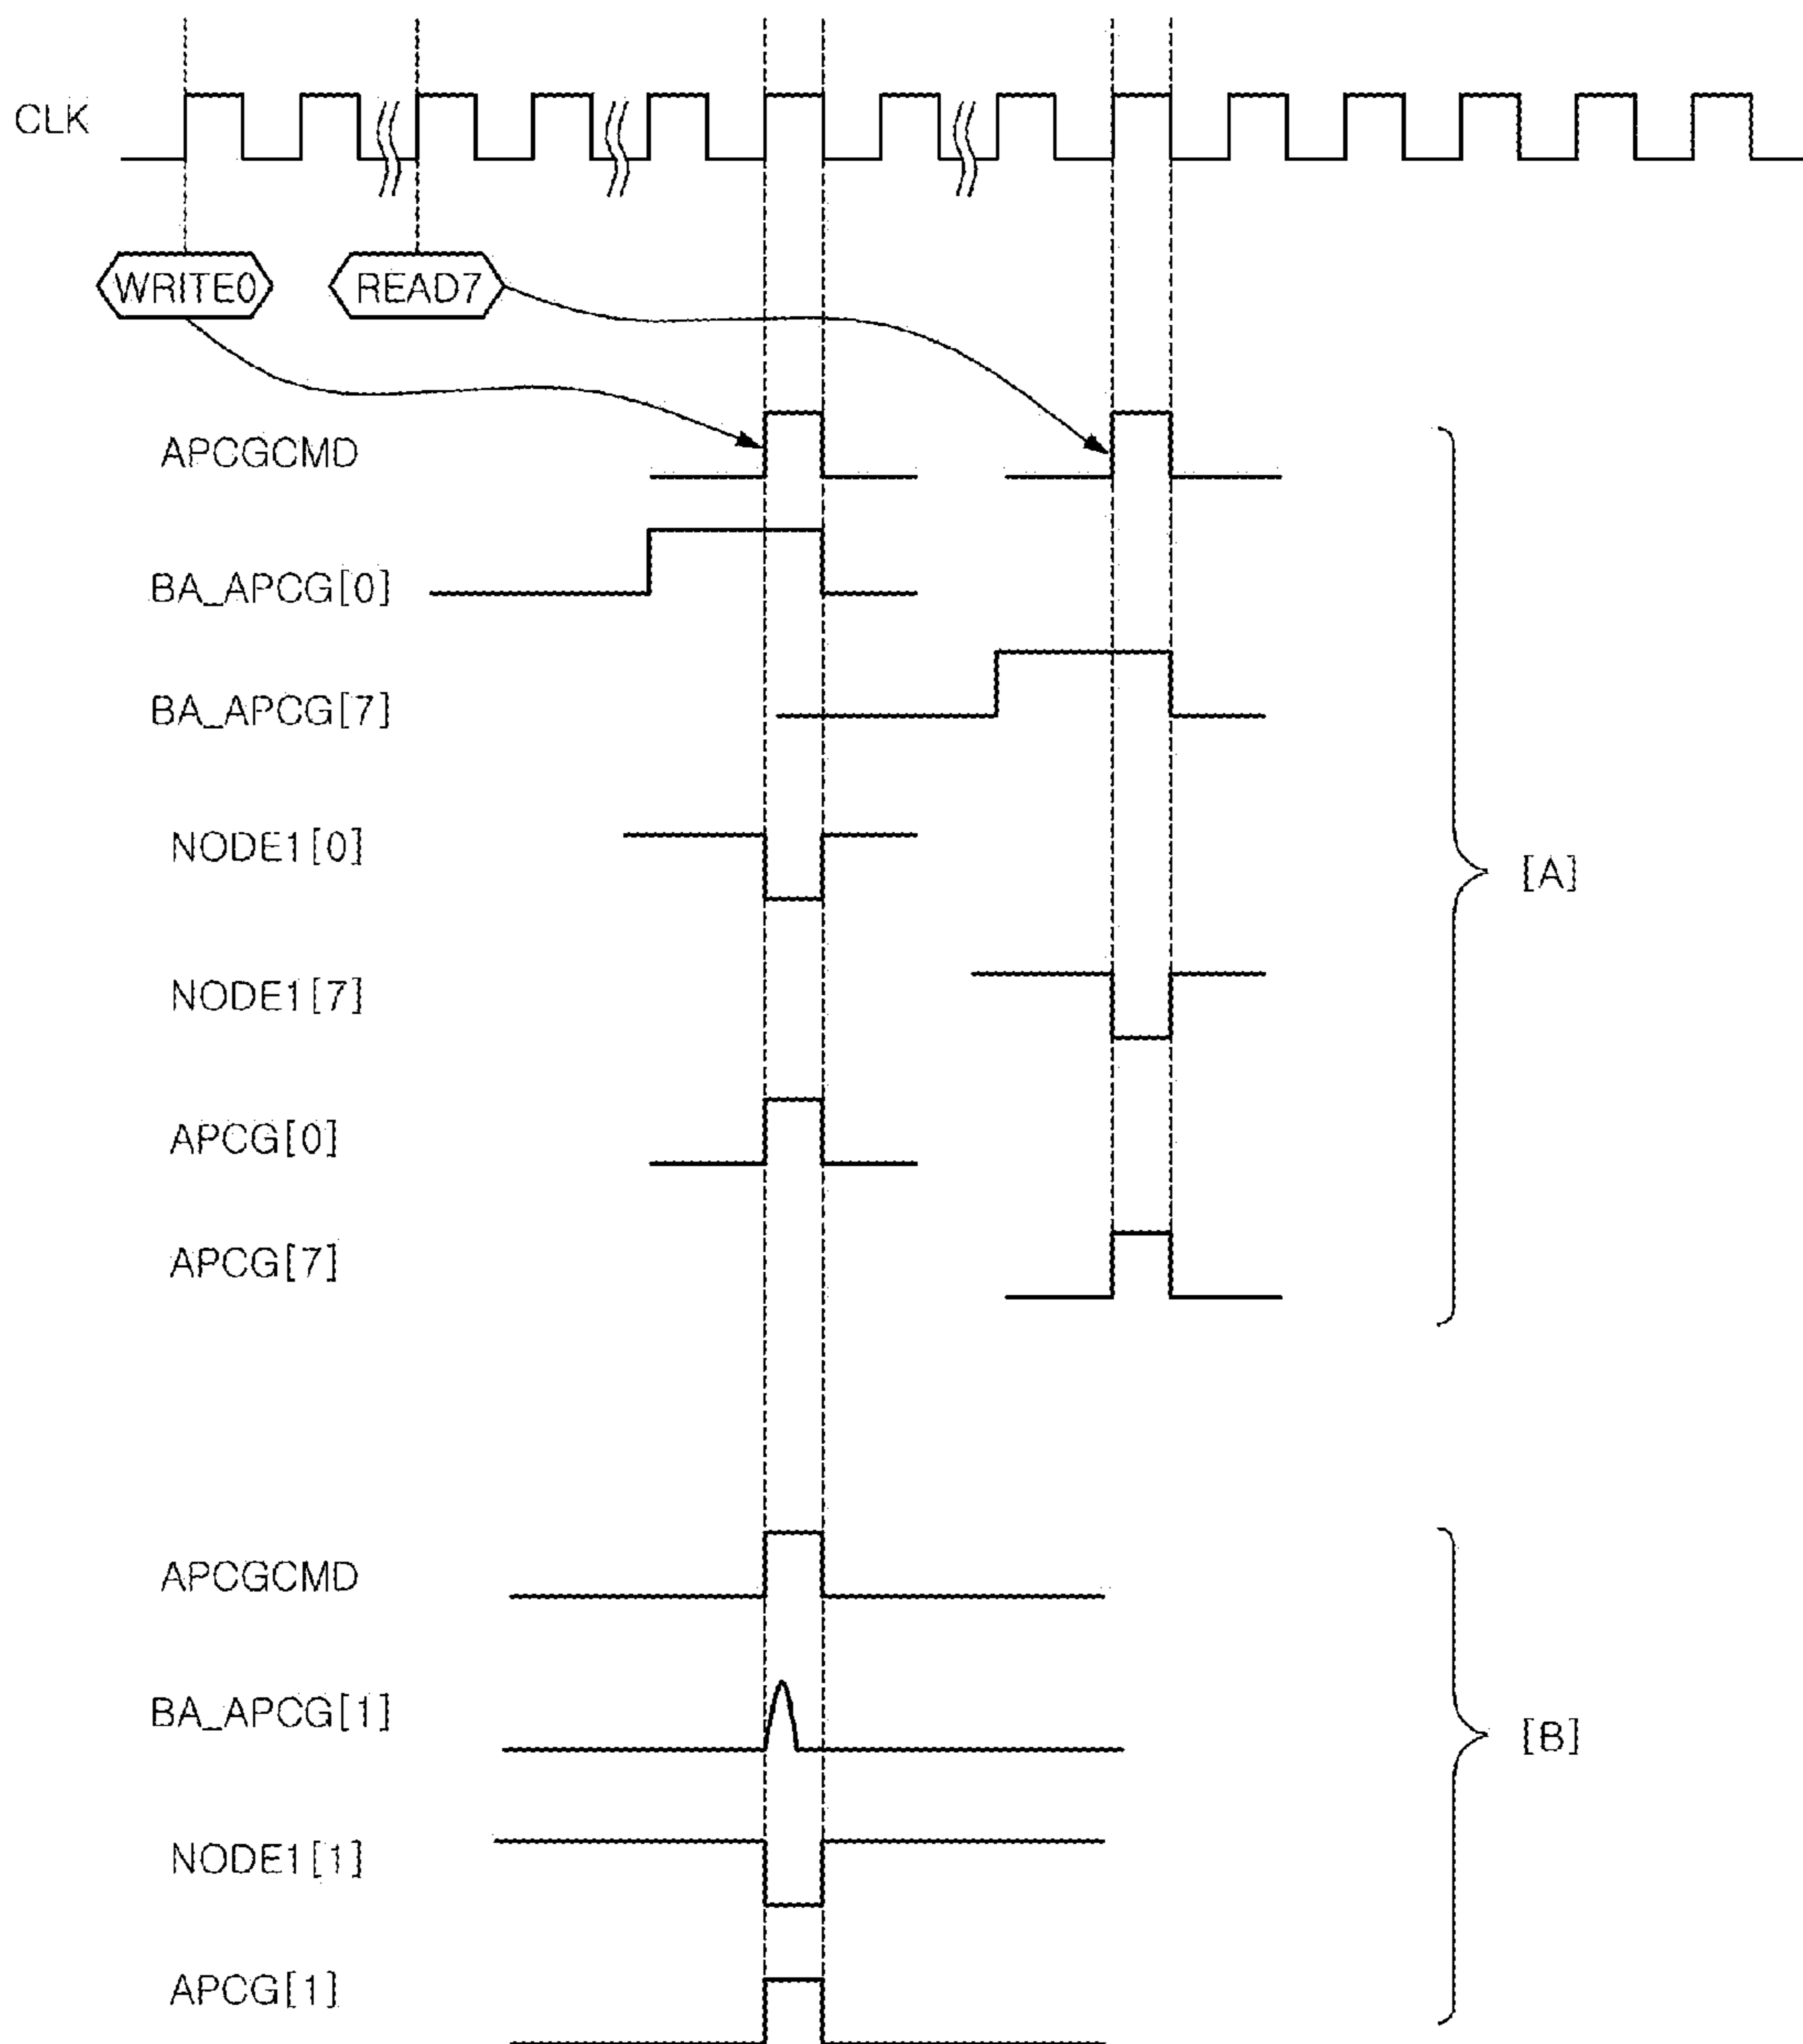 CLK
WRITE0 READ7
APCGCMD
BA_APCG[0]
BA_APCG[7]
NODE1[0]
[A]
NODE1[7]
APCG[0]
APCG[7]
APCGCMD
BA_APCG[1]
[B]
NODE1[1]
APCG[1]